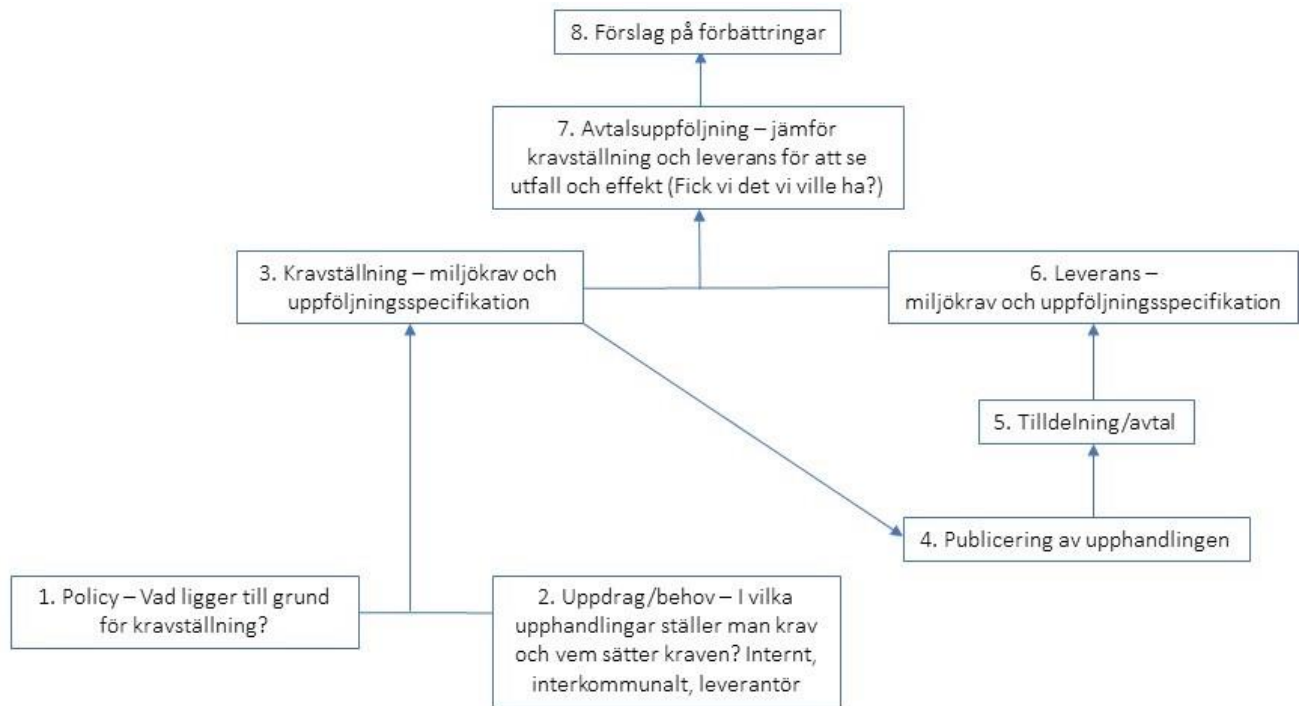 8. Förslag på förbättringar
7. Avtalsuppföljning – jämför
kravställning och leverans för att se
utfall och effekt (Fick vi det vi ville ha?)
3. Kravställning – miljökrav och
uppföljningsspecifikation
6. Leverans –
miljökrav och uppföljningsspecifikation
5. Tilldelning/avtal
4. Publicering av upphandlingen
1. Policy – Vad ligger till grund
för kravställning?
2. Uppdrag/behov – I vilka
upphandlingar ställer man krav
och vem sätter kraven? Internt,
interkommunalt, leverantör